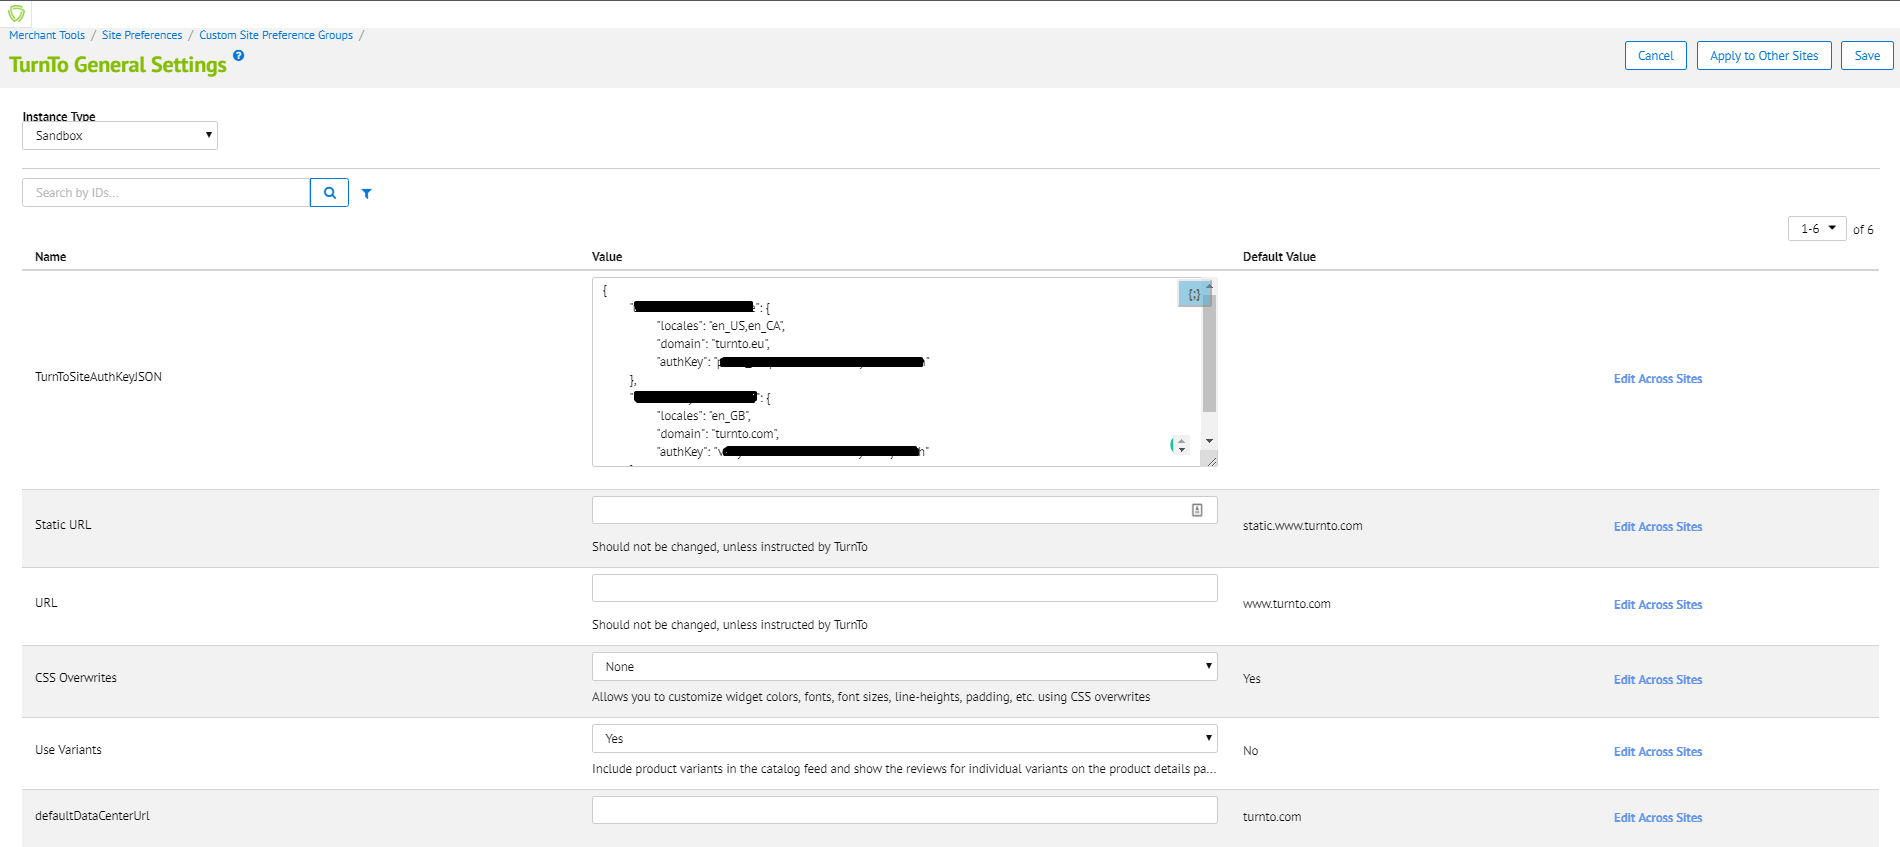 Merchant Tools / Site Preferences / Custom Site Preference Groups /
TurnTo General Settings ?
Cancel
Apply to Other Sites
Save
Instance Type
Sandbox
Search by IDs...
1-6 of 6
Name Value Default Value
TurnToSiteAuthKeyJSON
{
": {
"locales": "en_US,en_CA",
"domain": "turnto.eu",
"authKey": "
},
": {
"locales": "en_GB",
"domain": "turnto.com",
"authKey": "
{;}
Edit Across Sites
Static URL
Should not be changed, unless instructed by TurnTo
static.www.turnto.com
Edit Across Sites
URL
Should not be changed, unless instructed by TurnTo
www.turnto.com
Edit Across Sites
CSS Overwrites
None
Allows you to customize widget colors, fonts, font sizes, line-heights, padding, etc. using CSS overwrites
Yes
Edit Across Sites
Use Variants
Yes
Include product variants in the catalog feed and show the reviews for individual variants on the product details pa...
No
Edit Across Sites
defaultDataCenterUrl
turnto.com
Edit Across Sites